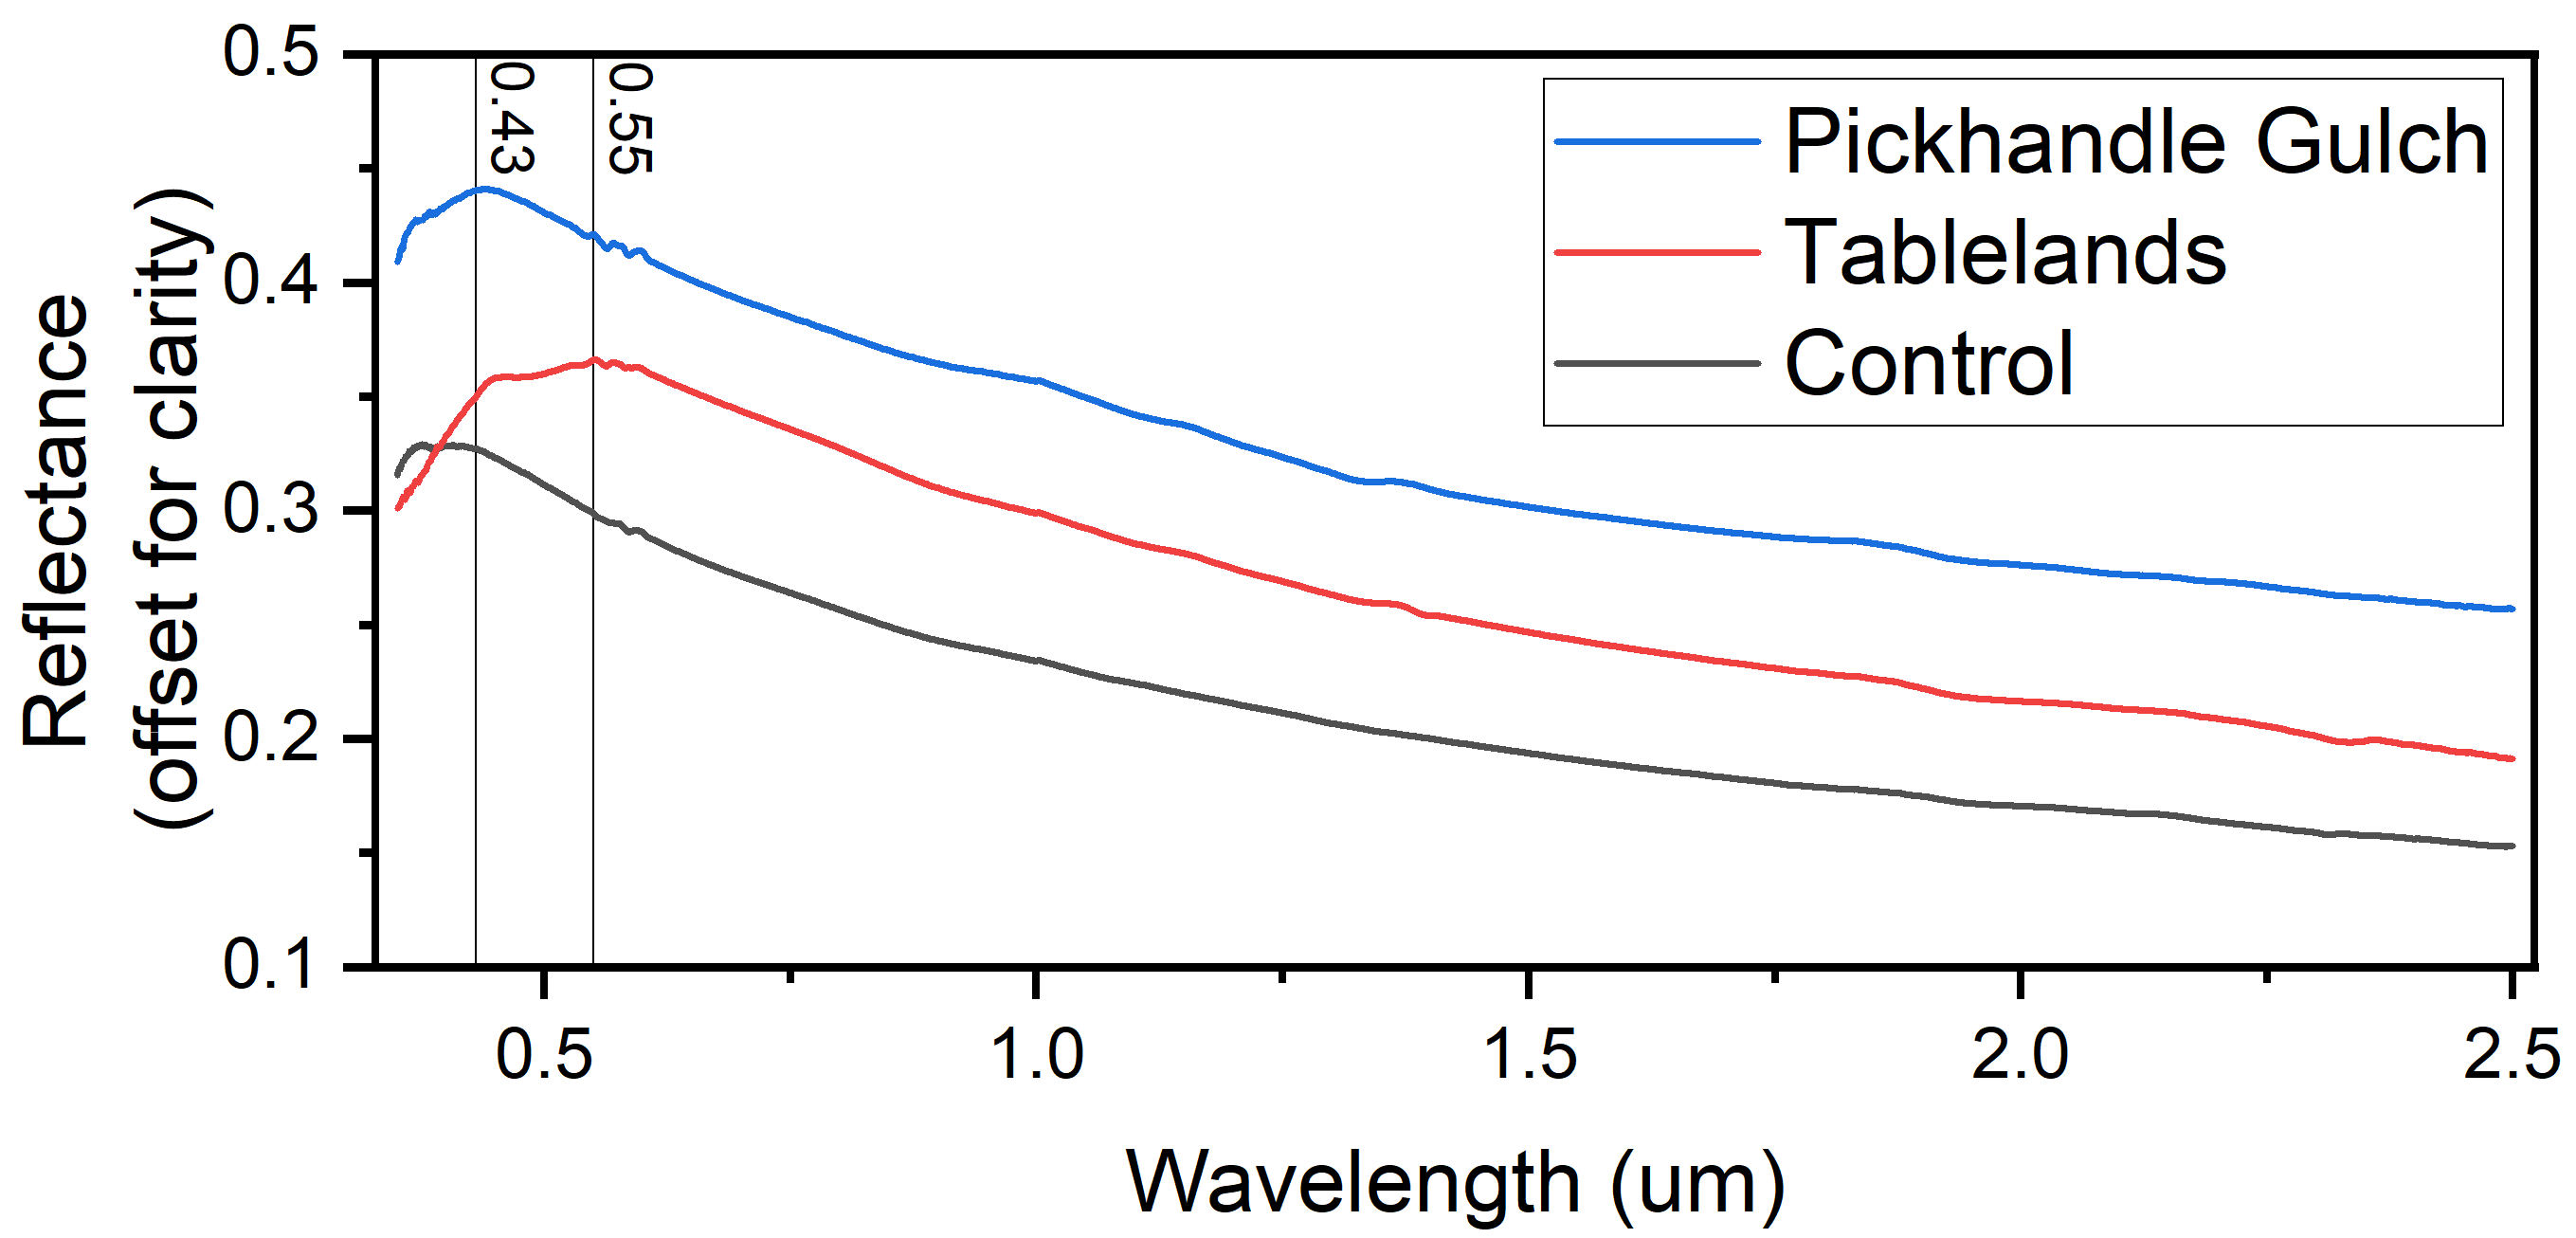 Reflectance
(offset for clarity)
0.5
0.4
0.3
0.2
0.1
0.43
0.55
Pickhandle Gulch
Tablelands
Control
0.5 1.0 1.5 2.0 2.5
Wavelength (um)